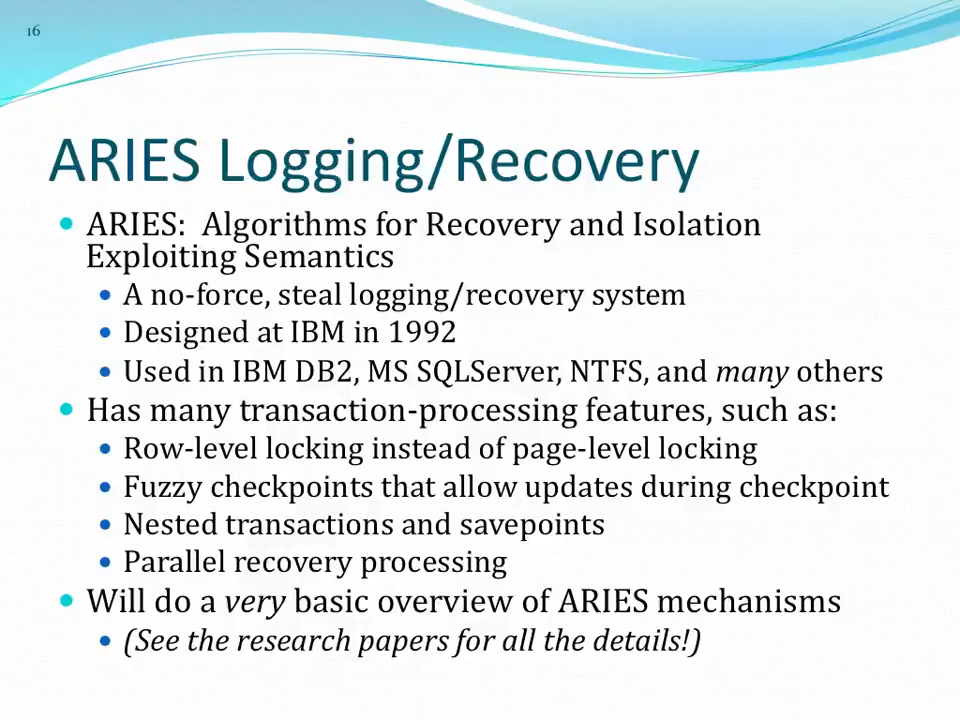 16
ARIES Logging/Recovery
• ARIES:  Algorithms for Recovery and Isolation
Exploiting Semantics
• A no-force, steal logging/recovery system
• Designed at IBM in 1992
• Used in IBM DB2, MS SQLServer, NTFS, and many others
• Has many transaction-processing features, such as:
• Row-level locking instead of page-level locking
• Fuzzy checkpoints that allow updates during checkpoint
• Nested transactions and savepoints
• Parallel recovery processing
• Will do a very basic overview of ARIES mechanisms
• (See the research papers for all the details!)